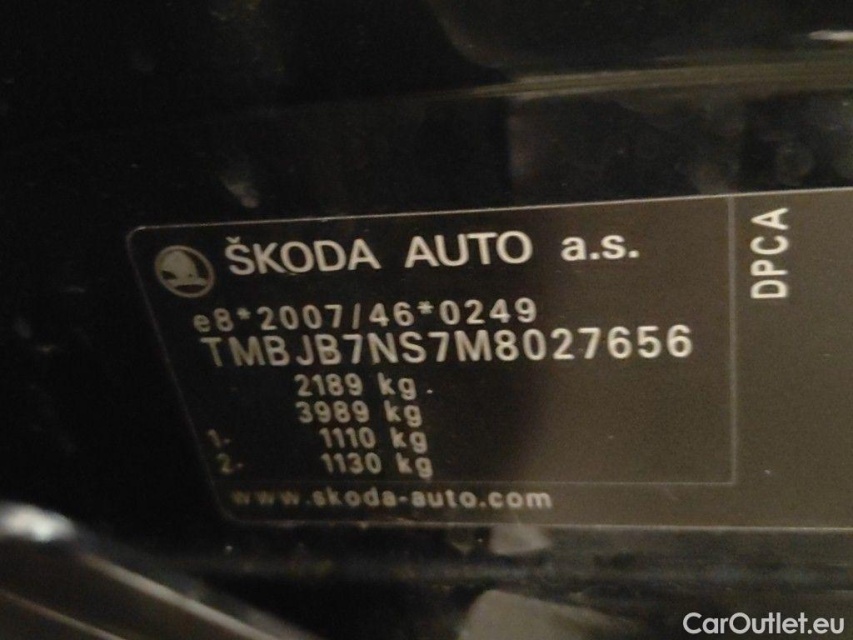 ŠKODA AUTO a.s.
e8*2007/46*0249
TMBJB7NS7M8027656
2189 kg
3989 kg
1- 1110 kg
2- 1130 kg
www.skoda-auto.com
DPCA
CarOutlet.eu